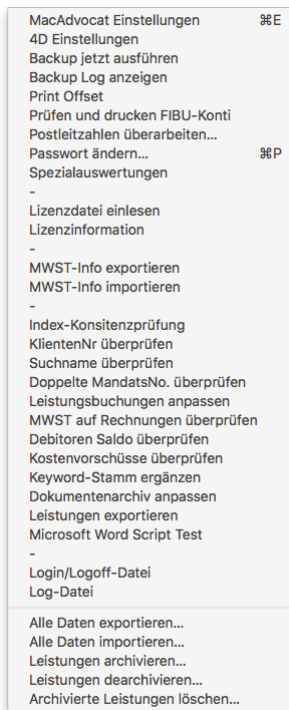 MacAdvocat Einstellungen ⌘E
4D Einstellungen
Backup jetzt ausführen
Backup Log anzeigen
Print Offset
Prüfen und drucken FIBU-Konti
Postleitzahlen überarbeiten...
Passwort ändern... ⌘P
Spezialauswertungen
-
Lizenzdatei einlesen
Lizenzinformation
-
MWST-Info exportieren
MWST-Info importieren
-
Index-Konsitenzprüfung
KlientenNr überprüfen
Suchname überprüfen
Doppelte MandatsNo. überprüfen
Leistungsbuchungen anpassen
MWST auf Rechnungen überprüfen
Debitoren Saldo überprüfen
Kostenvorschüsse überprüfen
Keyword-Stamm ergänzen
Dokumentenarchiv anpassen
Leistungen exportieren
Microsoft Word Script Test
-
Login/Logoff-Datei
Log-Datei
Alle Daten exportieren...
Alle Daten importieren...
Leistungen archivieren...
Leistungen dearchivieren...
Archivierte Leistungen löschen...